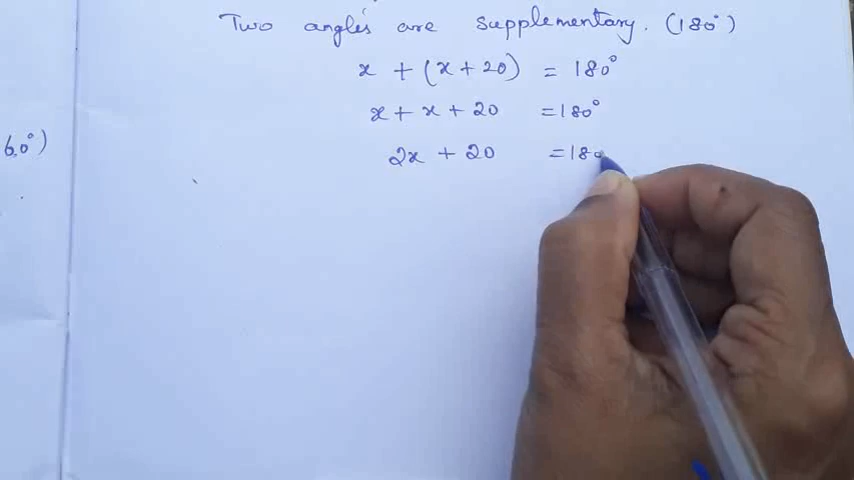 Two angles are supplementary. (180°)
x + (x + 20) = 180°
x + x + 20 = 180°
2x + 20 = 180
60°)